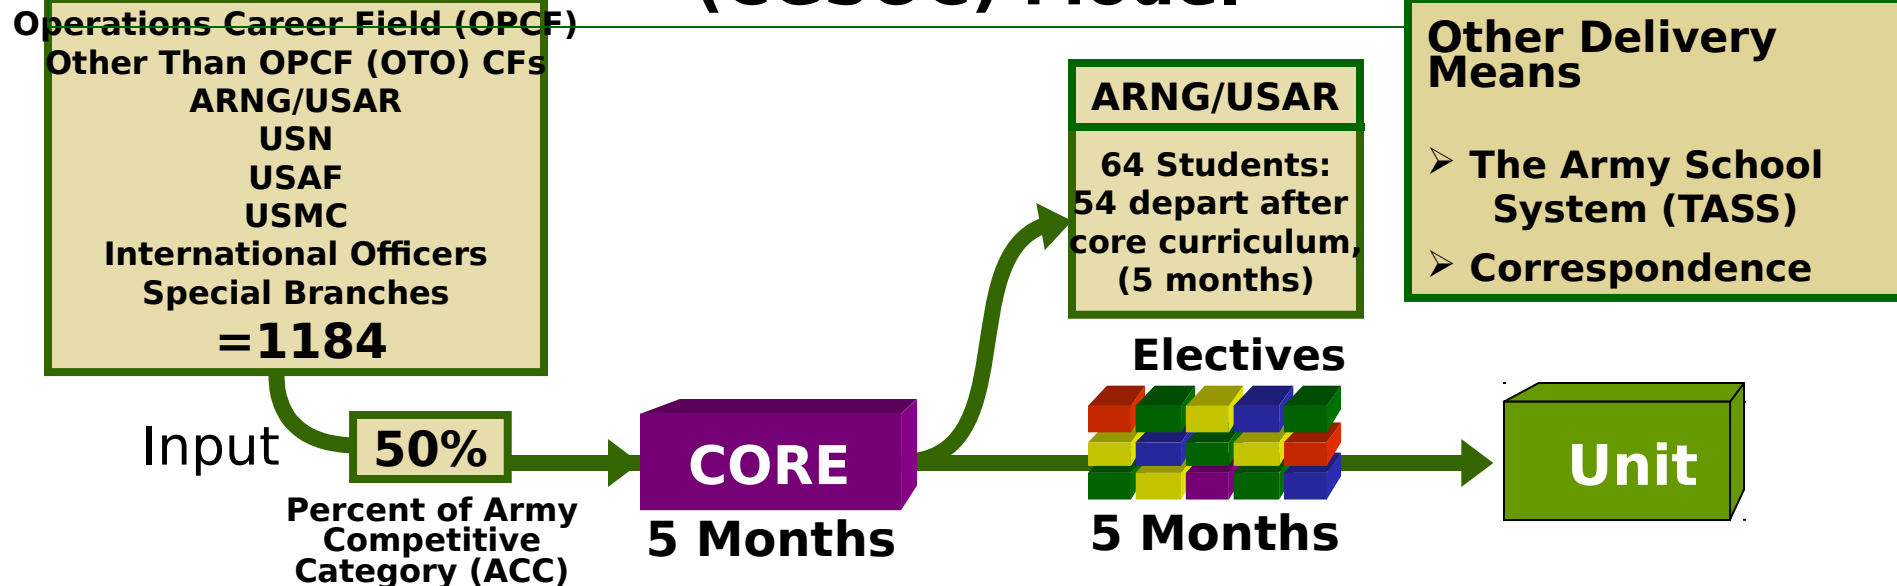 (CGSOC) Model
Operations Career Field (OPCF)
Other Than OPCF (OTO) CFs
ARNG/USAR
USN
USAF
USMC
International Officers
Special Branches
=1184
Input
50%
Percent of Army
Competitive
Category (ACC)
CORE
5 Months
ARNG/USAR
64 Students:
54 depart after
core curriculum,
(5 months)
Electives
5 Months
Other Delivery
Means
➢ The Army School
System (TASS)
➢ Correspondence
Unit